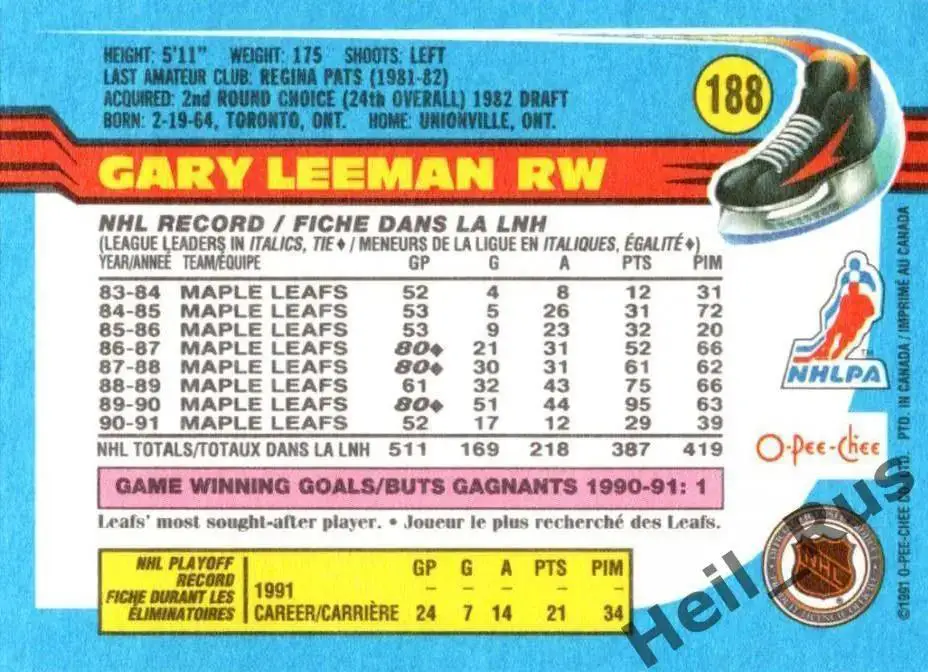 HEIGHT: 5'11" WEIGHT: 175 SHOOTS: LEFT
LAST AMATEUR CLUB: REGINA PATS (1981-82)
ACQUIRED: 2nd ROUND CHOICE (24th OVERALL) 1982 DRAFT
BORN: 2-19-64, TORONTO, ONT. HOME: UNIONVILLE, ONT.
188
GARY LEEMAN RW
NHL RECORD / FICHE DANS LA LNH
(LEAGUE LEADERS IN ITALICS, TIE ♦ / MENEURS DE LA LIGUE EN ITALIQUES, ÉGALITÉ ♦)
YEAR/ANNEÉ TEAM/ÉQUIPE GP G A PTS PIM
83-84 MAPLE LEAFS 52 4 8 12 31
84-85 MAPLE LEAFS 53 5 26 31 72
85-86 MAPLE LEAFS 53 9 23 32 20
86-87 MAPLE LEAFS 80♦ 21 31 52 66
87-88 MAPLE LEAFS 80♦ 30 31 61 62
88-89 MAPLE LEAFS 61 32 43 75 66
89-90 MAPLE LEAFS 80♦ 51 44 95 63
90-91 MAPLE LEAFS 52 17 12 29 39
NHL TOTALS/TOTAUX DANS LA LNH 511 169 218 387 419
GAME WINNING GOALS/BUTS GAGNANTS 1990-91: 1
Leafs' most sought-after player. • Joueur le plus recherché des Leafs.
NHL PLAYOFF
RECORD
FICHE DURANT LES
ÉLIMINATOIRES
GP G A PTS PIM
1991 – – – – –
CAREER/CARRIÈRE 24 7 14 21 34
NHLPA
TM
O-Pee-Chee
NHL
©1991 O-PEE-CHEE CO. LTD. PTD. IN CANADA / IMPRIMÉ AU CANADA
Heil_rus